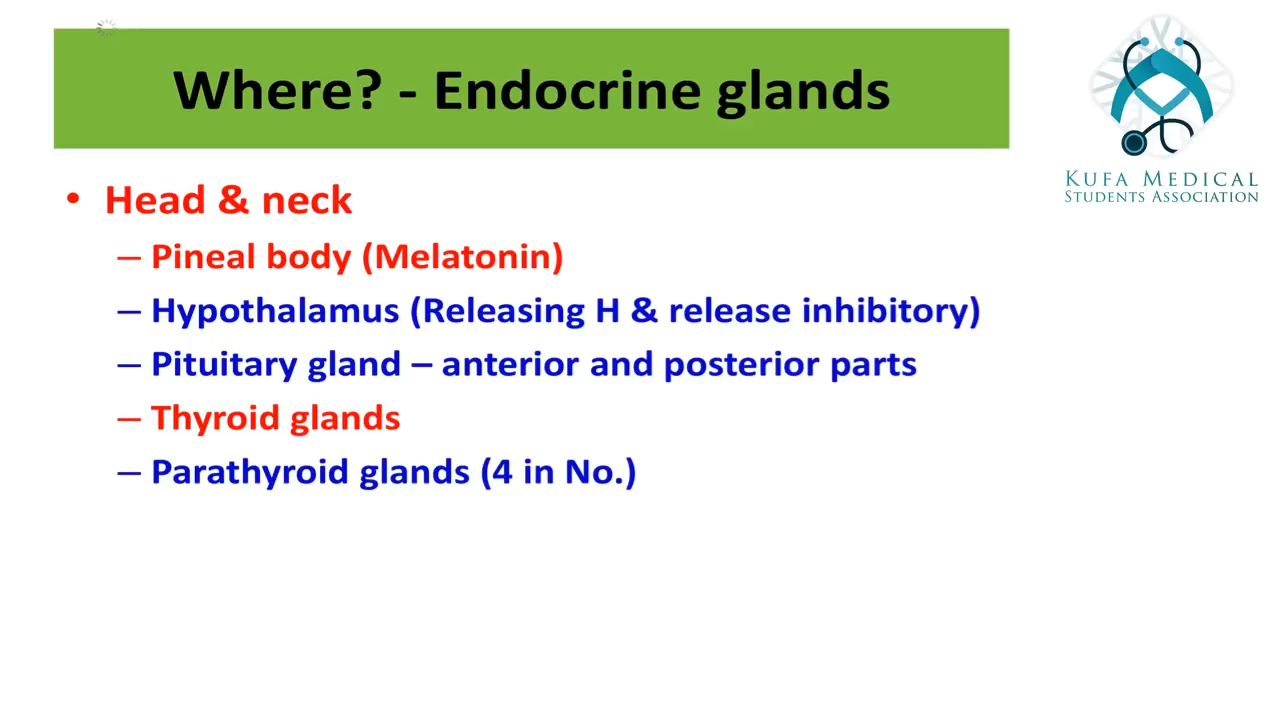 Where? - Endocrine glands
KUFA MEDICAL
STUDENTS ASSOCIATION
• Head & neck
– Pineal body (Melatonin)
– Hypothalamus (Releasing H & release inhibitory)
– Pituitary gland – anterior and posterior parts
– Thyroid glands
– Parathyroid glands (4 in No.)